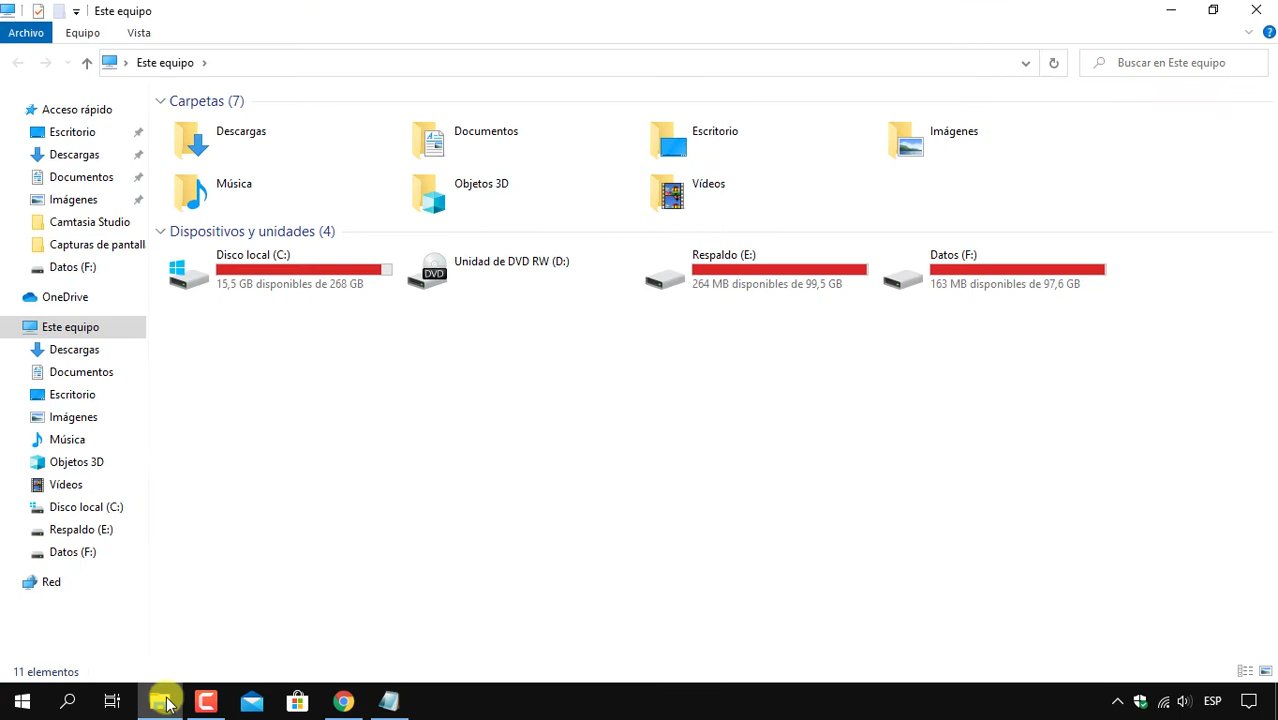 Este equipo
Archivo
Equipo
Vista
Este equipo
Buscar en Este equipo
Acceso rápido
Escritorio
Descargas
Documentos
Imágenes
Camtasia Studio
Capturas de pantall
Datos (F:)
OneDrive
Este equipo
Descargas
Documentos
Escritorio
Imágenes
Música
Objetos 3D
Vídeos
Disco local (C:)
Respaldo (E:)
Datos (F:)
Red
Carpetas (7)
Descargas
Documentos
Escritorio
Imágenes
Música
Objetos 3D
Vídeos
Dispositivos y unidades (4)
Disco local (C:)
15,5 GB disponibles de 268 GB
DVD
Unidad de DVD RW (D:)
Respaldo (E:)
264 MB disponibles de 99,5 GB
Datos (F:)
163 MB disponibles de 97,6 GB
11 elementos
ESP